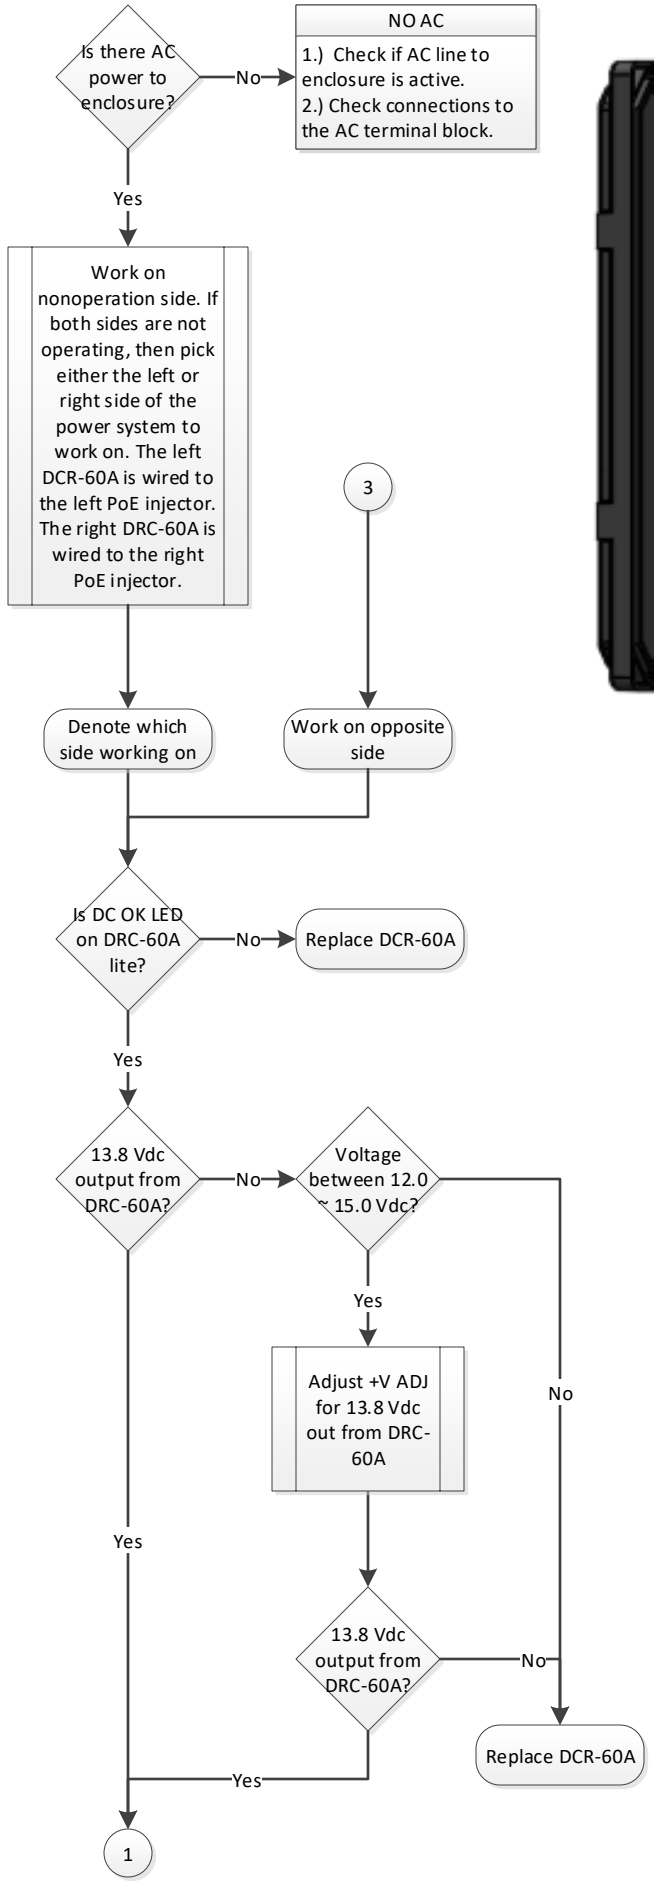 Is there AC
power to
enclosure?
No
NO AC
1.) Check if AC line to
enclosure is active.
2.) Check connections to
the AC terminal block.
Yes
Work on
nonoperation side. If
both sides are not
operating, then pick
either the left or
right side of the
power system to
work on. The left
DCR-60A is wired to
the left PoE injector.
The right DRC-60A is
wired to the right
PoE injector.
3
Denote which
side working on
Work on opposite
side
Is DC OK LED
on DRC-60A
lite?
No
Replace DCR-60A
Yes
13.8 Vdc
output from
DRC-60A?
No
Voltage
between 12.0
~ 15.0 Vdc?
Yes
Adjust +V ADJ
for 13.8 Vdc
out from DRC-
60A
No
Yes
13.8 Vdc
output from
DRC-60A?
No
Replace DCR-60A
Yes
1